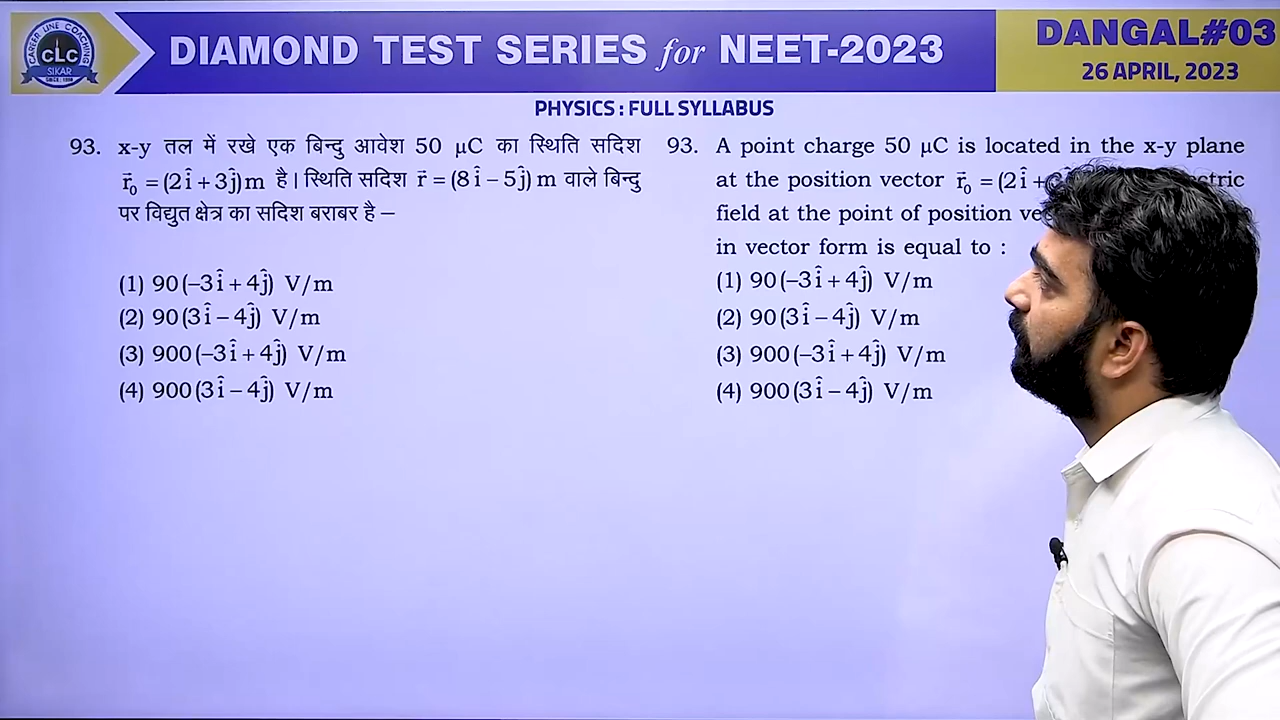 CAREER LINE COACHING
CLC
SIKAR
SINCE : 1996
DIAMOND TEST SERIES for NEET-2023
DANGAL#03
26 APRIL, 2023
PHYSICS : FULL SYLLABUS
93. x-y तल में रखे एक बिन्दु आवेश 50 μC का स्थिति सदिश
r⃗₀ = (2î + 3ĵ)m है। स्थिति सदिश r⃗ = (8î − 5ĵ) m वाले बिन्दु
पर विद्युत क्षेत्र का सदिश बराबर है –
(1) 90(−3î + 4ĵ) V/m
(2) 90(3î − 4ĵ) V/m
(3) 900(−3î + 4ĵ) V/m
(4) 900(3î − 4ĵ) V/m
93. A point charge 50 μC is located in the x-y plane
at the position vector r⃗₀ = (2î +
field at the point of position
in vector form is equal to :
(1) 90(−3î + 4ĵ) V/m
(2) 90(3î − 4ĵ) V/m
(3) 900(−3î + 4ĵ) V/m
(4) 900(3î − 4ĵ) V/m